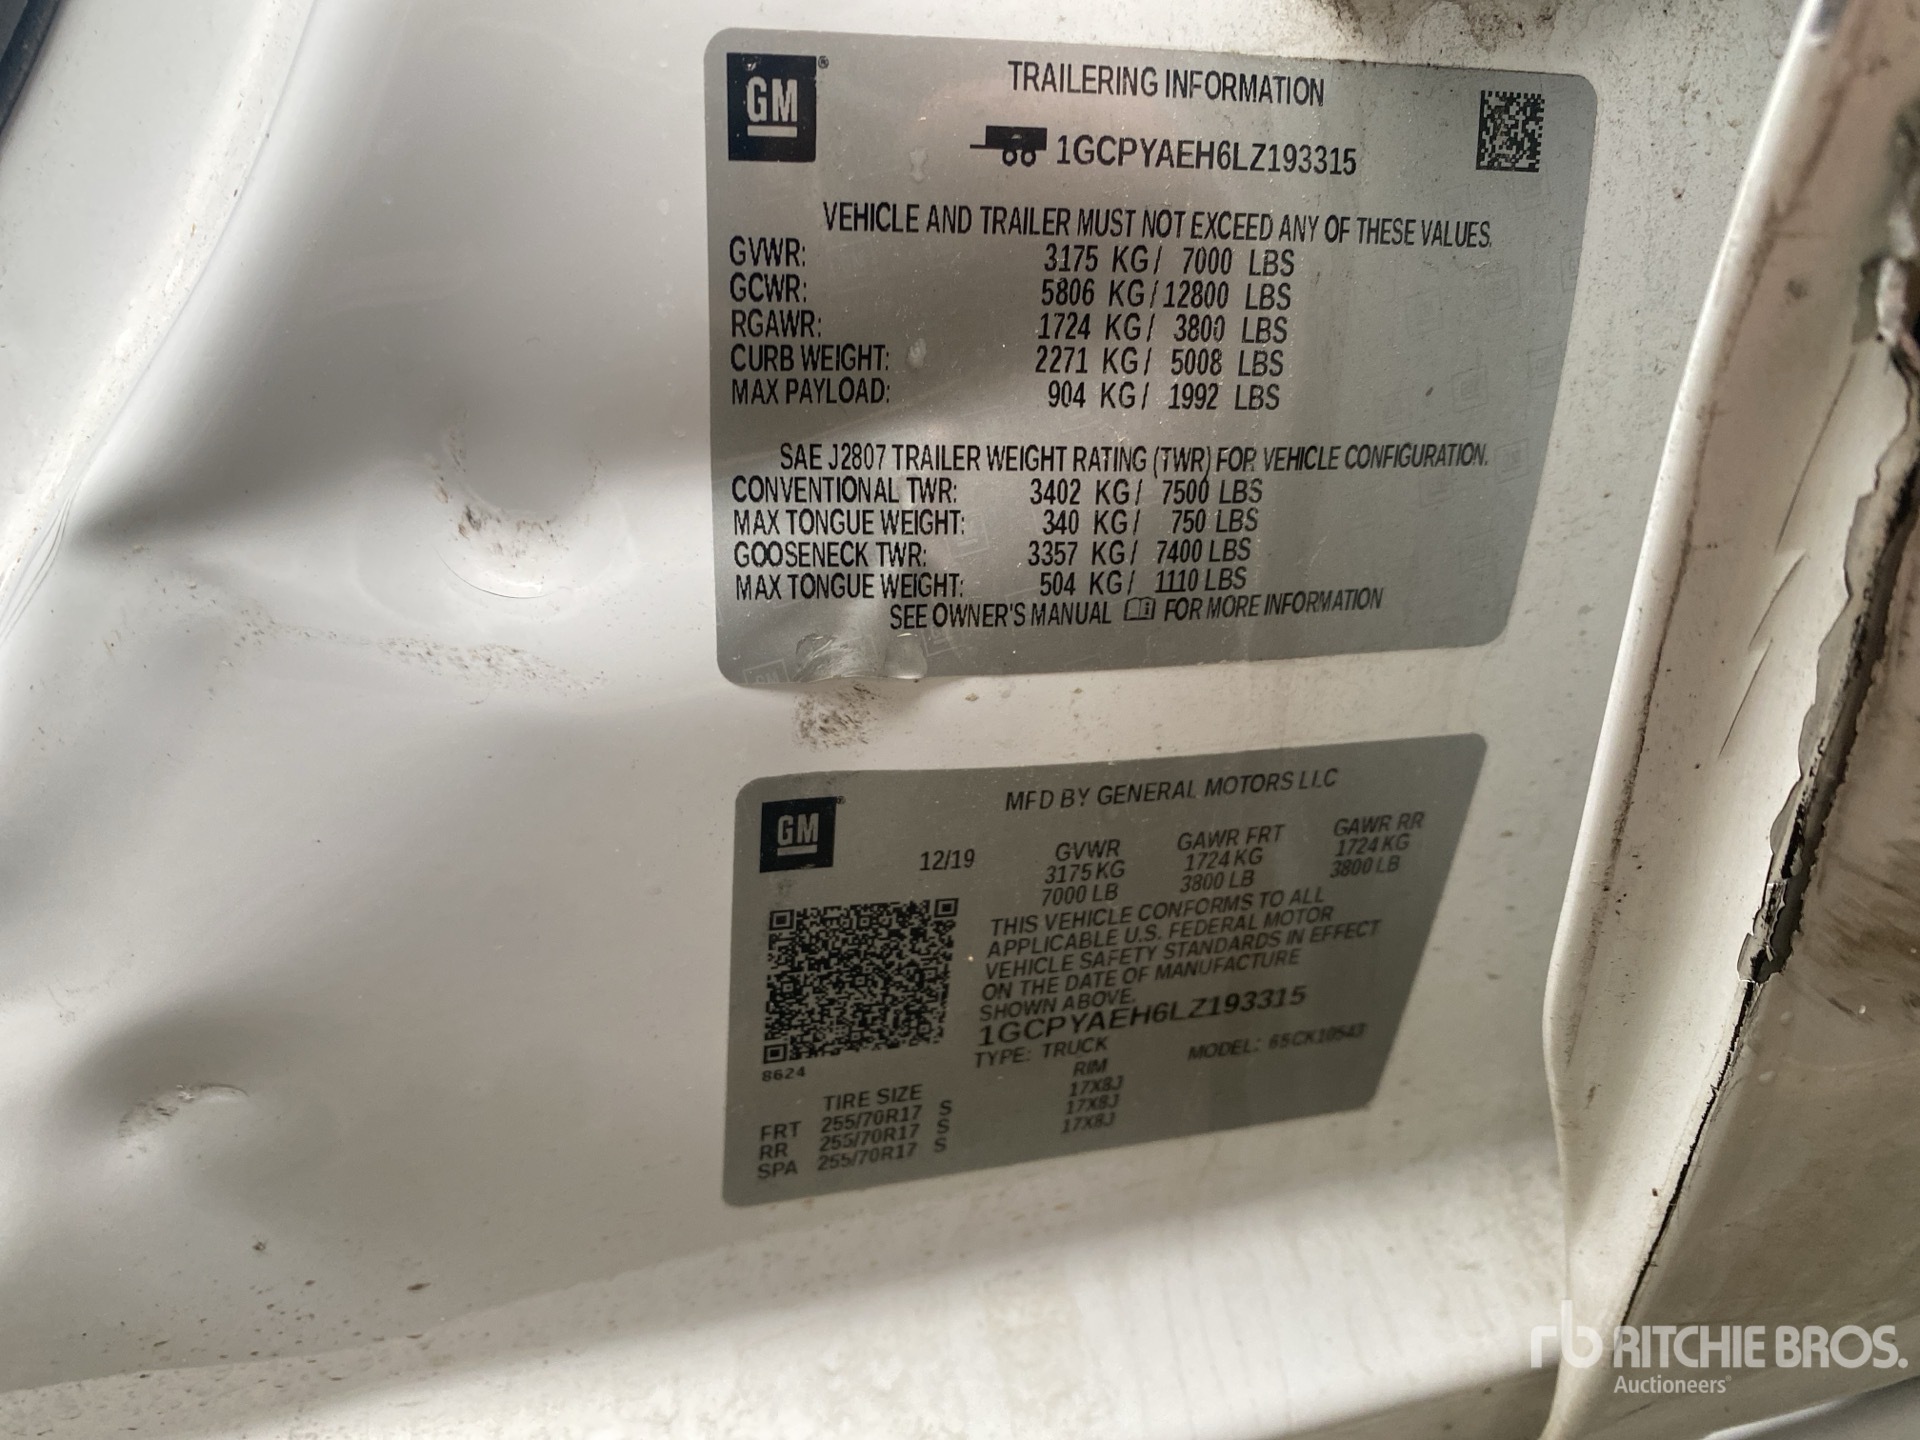 GM®
TRAILERING INFORMATION
1GCPYAEH6LZ193315
VEHICLE AND TRAILER MUST NOT EXCEED ANY OF THESE VALUES.
GVWR: 3175 KG/ 7000 LBS
GCWR: 5806 KG/12800 LBS
RGAWR: 1724 KG/ 3800 LBS
CURB WEIGHT: 2271 KG/ 5008 LBS
MAX PAYLOAD: 904 KG/ 1992 LBS
SAE J2807 TRAILER WEIGHT RATING (TWR) FOR VEHICLE CONFIGURATION.
CONVENTIONAL TWR: 3402 KG/ 7500 LBS
MAX TONGUE WEIGHT: 340 KG/ 750 LBS
GOOSENECK TWR: 3357 KG/ 7400 LBS
MAX TONGUE WEIGHT: 504 KG/ 1110 LBS
SEE OWNER'S MANUAL FOR MORE INFORMATION
GM®
MFD BY GENERAL MOTORS LLC
12/19
GVWR GAWR FRT GAWR RR
3175 KG 1724 KG 1724 KG
7000 LB 3800 LB 3800 LB
THIS VEHICLE CONFORMS TO ALL
APPLICABLE U.S. FEDERAL MOTOR
VEHICLE SAFETY STANDARDS IN EFFECT
ON THE DATE OF MANUFACTURE
SHOWN ABOVE.
1GCPYAEH6LZ193315
TYPE: TRUCK MODEL: 65CK10543
8624
TIRE SIZE RIM
FRT 255/70R17 S 17X8J
RR 255/70R17 S 17X8J
SPA 255/70R17 S 17X8J
rb RITCHIE BROS.
Auctioneers